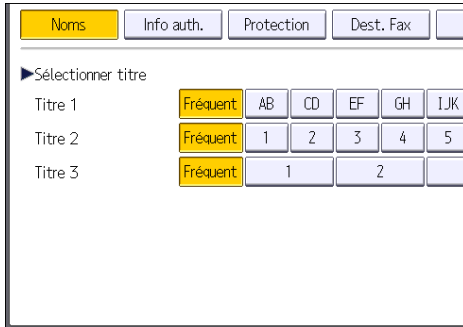 Noms Info auth. Protection Dest. Fax
►Sélectionner titre
Titre 1 Fréquent AB CD EF GH IJK
Titre 2 Fréquent 1 2 3 4 5
Titre 3 Fréquent 1 2